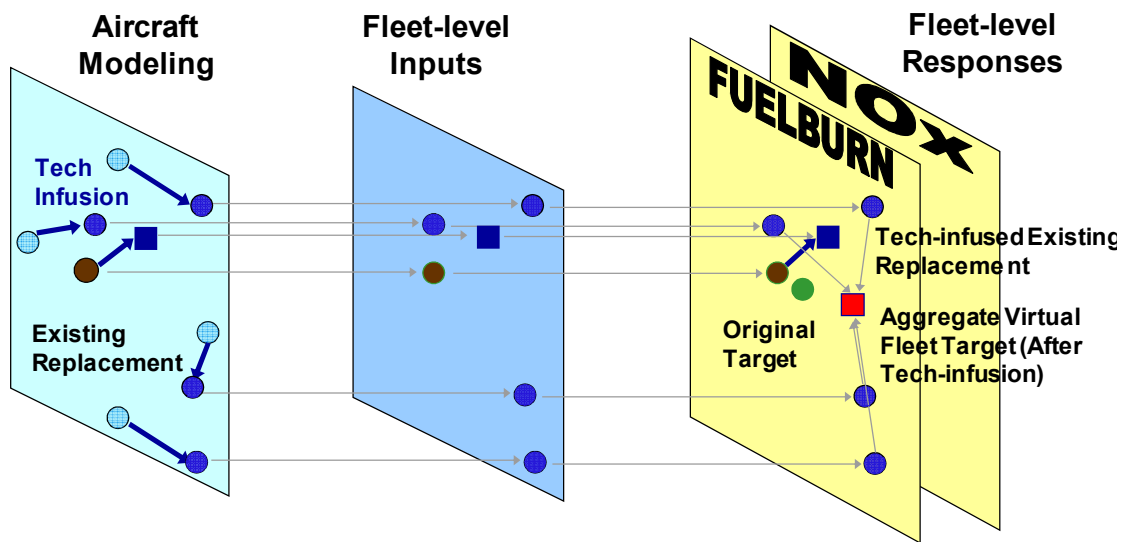 Aircraft
Modeling
Fleet-level
Inputs
Fleet-level
Responses
NOX
FUELBURN
Tech
Infusion
Existing
Replacement
Original
Target
Tech-infused Existing
Replacement
Aggregate Virtual
Fleet Target (After
Tech-infusion)